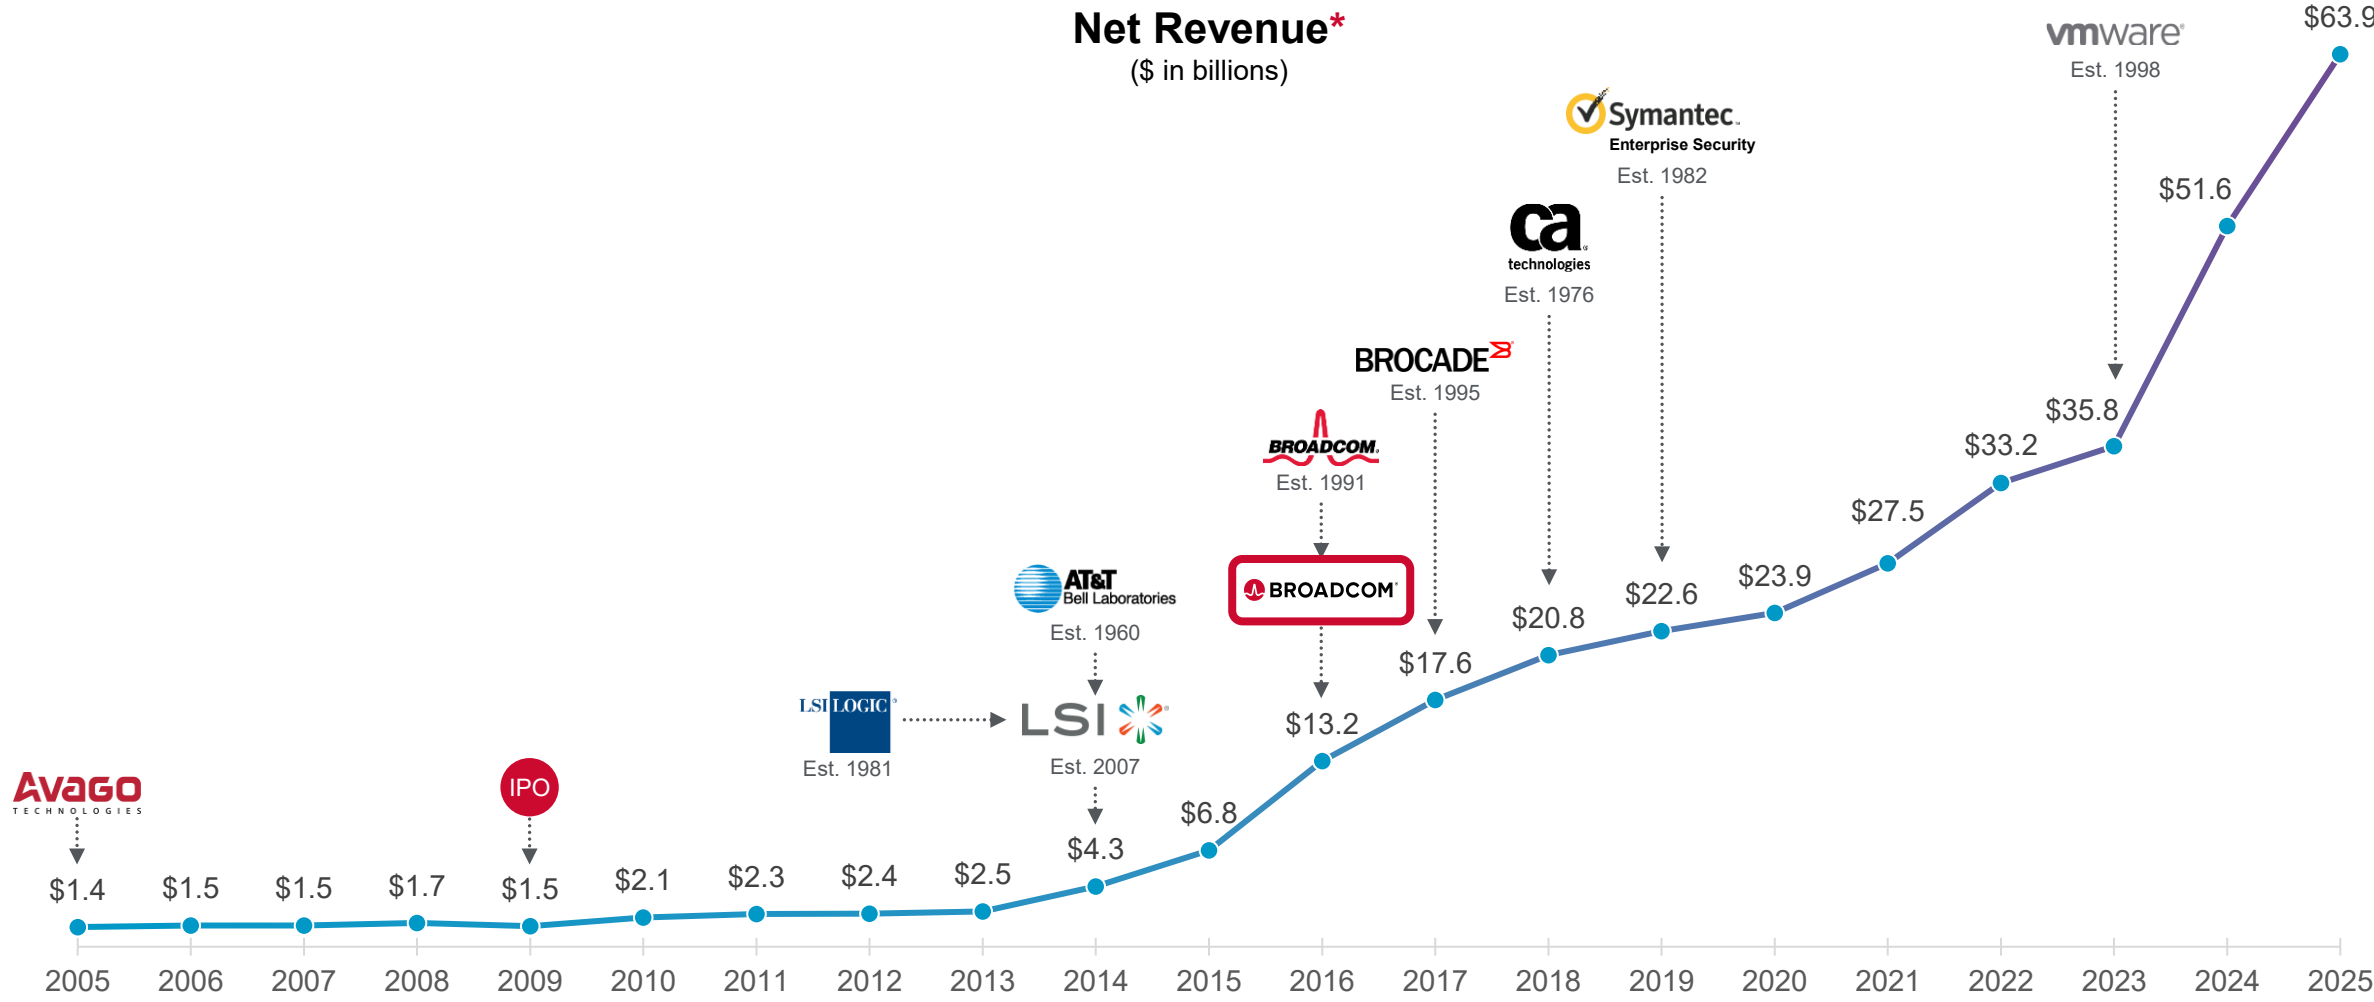 Net Revenue*
($ in billions)
AVAGO
TECHNOLOGIES
IPO
LSI LOGIC
Est. 1981
AT&T
Bell Laboratories
Est. 1960
LSI
Est. 2007
BROADCOM
Est. 1991
BROADCOM
BROCADE
Est. 1995
ca
technologies
Est. 1976
Symantec
Enterprise Security
Est. 1982
vmware
Est. 1998
$1.4
$1.5
$1.5
$1.7
$1.5
$2.1
$2.3
$2.4
$2.5
$4.3
$6.8
$13.2
$17.6
$20.8
$22.6
$23.9
$27.5
$33.2
$35.8
$51.6
$63.9
2005 2006 2007 2008 2009 2010 2011 2012 2013 2014 2015 2016 2017 2018 2019 2020 2021 2022 2023 2024 2025